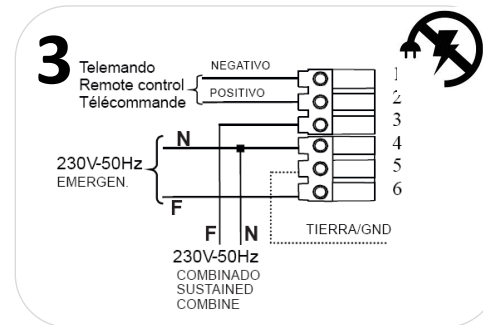 3
Telemando
Remote control
Télécommande
NEGATIVO
POSITIVO
1
2
3
4
5
6
N
230V-50Hz
EMERGEN.
F
TIERRA/GND
F N
230V-50Hz
COMBINADO
SUSTAINED
COMBINE